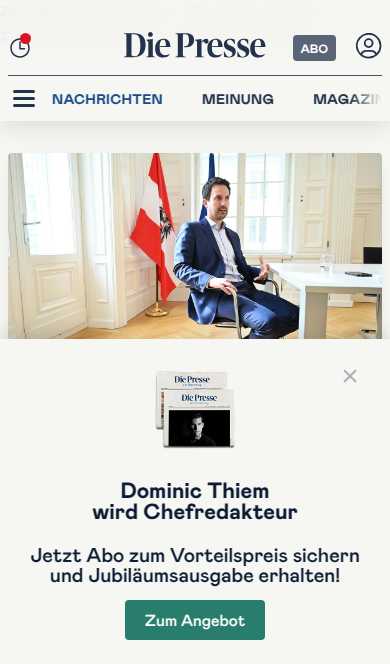 Die Presse
ABO
NACHRICHTEN MEINUNG MAGAZIN
Die Presse
Die Presse
Dominic Thiem
wird Chefredakteur
Jetzt Abo zum Vorteilspreis sichern
und Jubiläumsausgabe erhalten!
Zum Angebot